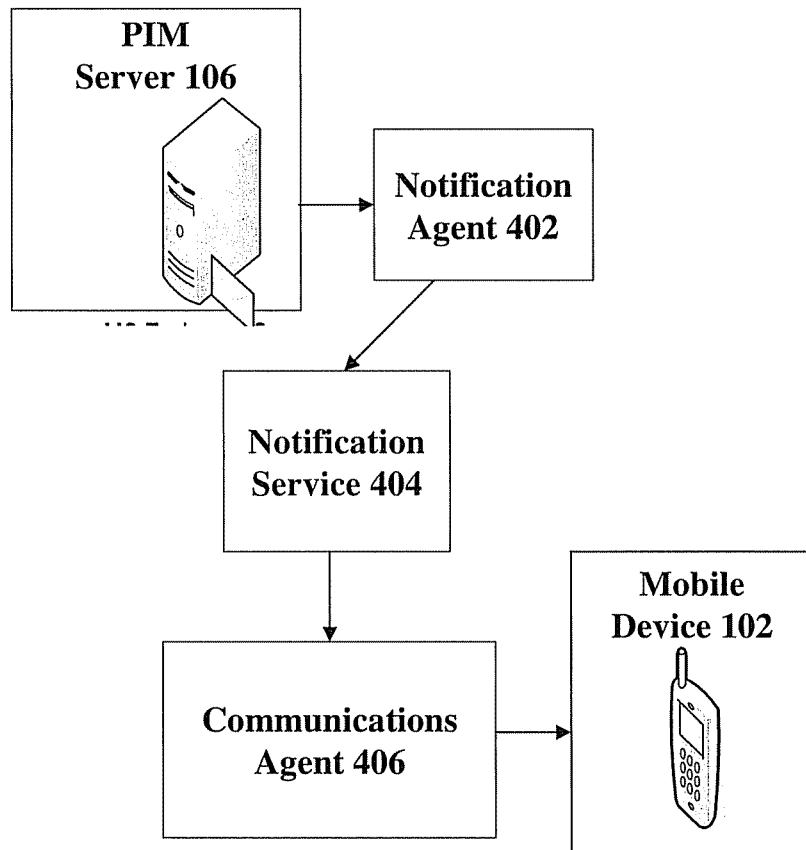 PIM
Server 106
Notification
Agent 402
Notification
Service 404
Mobile
Device 102
Communications
Agent 406